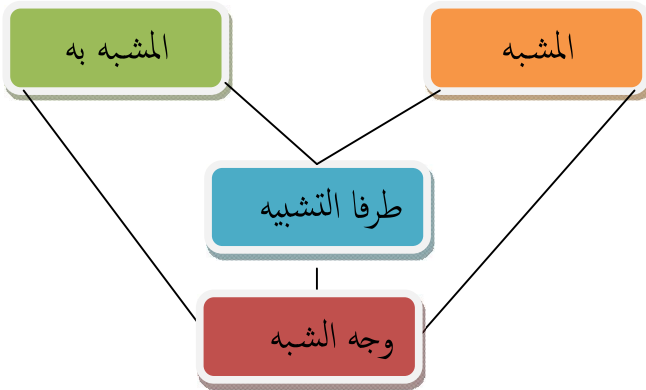 المشبه
المشبه به
طرفا التشبيه
وجه الشبه